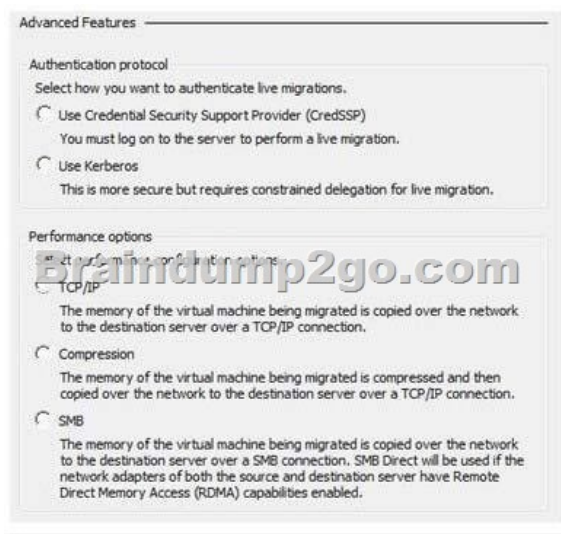 Advanced Features
Authentication protocol
Select how you want to authenticate live migrations.
Use Credential Security Support Provider (CredSSP)
You must log on to the server to perform a live migration.
Use Kerberos
This is more secure but requires constrained delegation for live migration.
Performance options
Select performance configuration options.
Braindump2go.com
TCP/IP
The memory of the virtual machine being migrated is copied over the network
to the destination server over a TCP/IP connection.
Compression
The memory of the virtual machine being migrated is compressed and then
copied over the network to the destination server over a TCP/IP connection.
SMB
The memory of the virtual machine being migrated is copied over the network
to the destination server over a SMB connection. SMB Direct will be used if the
network adapters of both the source and destination server have Remote
Direct Memory Access (RDMA) capabilities enabled.